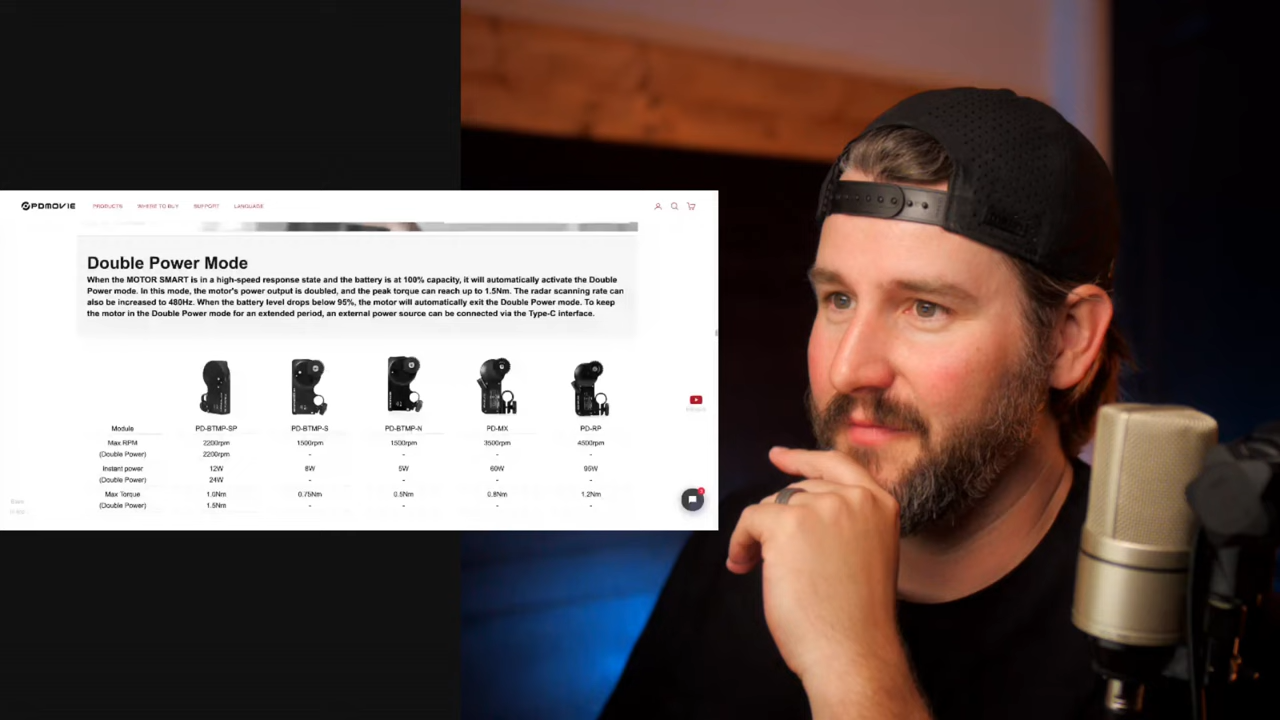 PDMOVIE PRODUCTS WHERE TO BUY SUPPORT LANGUAGE
Double Power Mode
When the MOTOR SMART is in a high-speed response state and the battery is at 100% capacity, it will automatically activate the Double
Power mode. In this mode, the motor's power output is doubled, and the peak torque can reach up to 1.5Nm. The radar scanning rate can
also be increased to 480Hz. When the battery level drops below 95%, the motor will automatically exit the Double Power mode. To keep
the motor in the Double Power mode for an extended period, an external power source can be connected via the Type-C interface.
Module PD-BTMP-SP PD-BTMP-S PD-BTMP-N PD-MX PD-RP
Max RPM 2200rpm 1500rpm 1500rpm 3500rpm 4500rpm
(Double Power) 2200rpm - - - -
Instant power 12W 8W 5W 60W 95W
(Double Power) 24W - - - -
Max Torque 1.0Nm 0.75Nm 0.5Nm 0.8Nm 1.2Nm
(Double Power) 1.5Nm - - - -